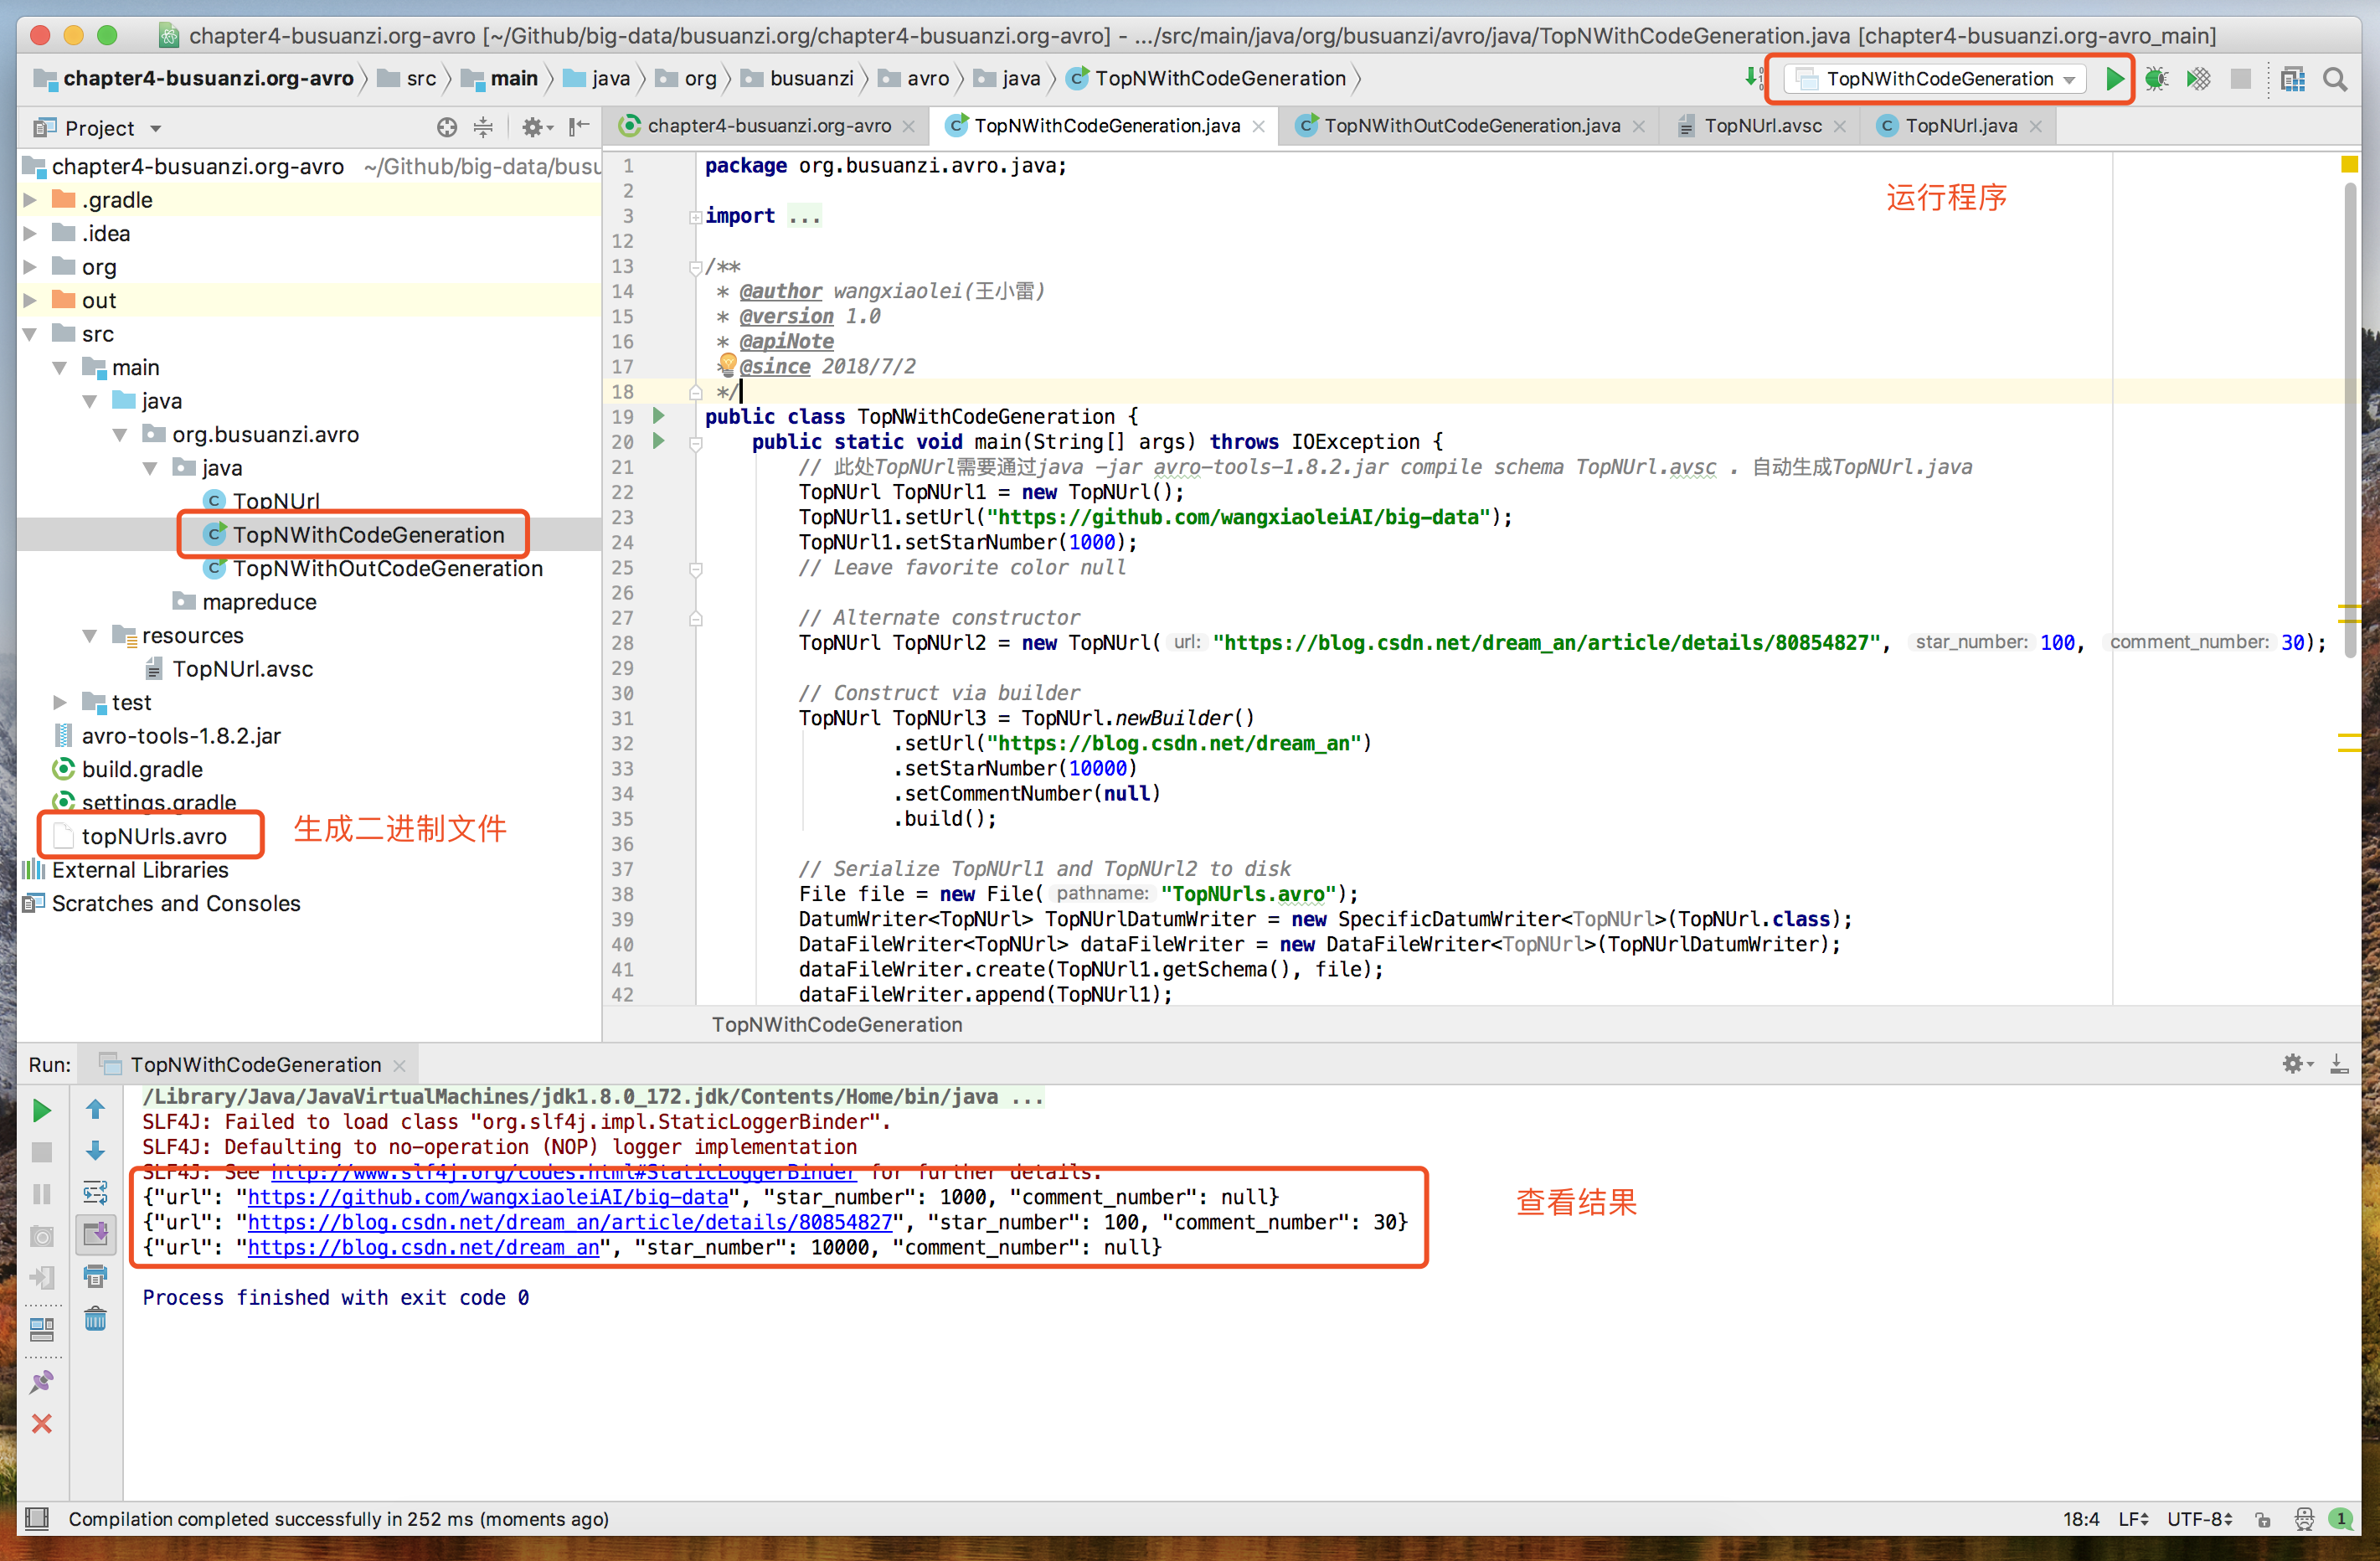 chapter4-busuanzi.org-avro [~/Github/big-data/busuanzi.org/chapter4-busuanzi.org-avro] - .../src/main/java/org/busuanzi/avro/java/TopNWithCodeGeneration.java [chapter4-busuanzi.org-avro_main]
chapter4-busuanzi.org-avro src main java org busuanzi avro java TopNWithCodeGeneration TopNWithCodeGeneration
Project chapter4-busuanzi.org-avro TopNWithCodeGeneration.java TopNWithOutCodeGeneration.java TopNUrl.avsc TopNUrl.java
chapter4-busuanzi.org-avro ~/Github/big-data/busu
.gradle
.idea
org
out
src
main
java
org.busuanzi.avro
java
TopNUrl
TopNWithCodeGeneration
TopNWithOutCodeGeneration
mapreduce
resources
TopNUrl.avsc
test
avro-tools-1.8.2.jar
build.gradle
settings.gradle
topNUrls.avro
生成二进制文件
External Libraries
Scratches and Consoles
运行程序
1 package org.busuanzi.avro.java;
2
3 import ...
12
13 /**
14 * @author wangxiaolei(王小雷)
15 * @version 1.0
16 * @apiNote
17 * @since 2018/7/2
18 */
19 public class TopNWithCodeGeneration {
20 public static void main(String[] args) throws IOException {
21 // 此处TopNUrl需要通过java -jar avro-tools-1.8.2.jar compile schema TopNUrl.avsc . 自动生成TopNUrl.java
22 TopNUrl TopNUrl1 = new TopNUrl();
23 TopNUrl1.setUrl("https://github.com/wangxiaoleiAI/big-data");
24 TopNUrl1.setStarNumber(1000);
25 // Leave favorite color null
26
27 // Alternate constructor
28 TopNUrl TopNUrl2 = new TopNUrl( url: "https://blog.csdn.net/dream_an/article/details/80854827", star_number: 100, comment_number: 30);
29
30 // Construct via builder
31 TopNUrl TopNUrl3 = TopNUrl.newBuilder()
32 .setUrl("https://blog.csdn.net/dream_an")
33 .setStarNumber(10000)
34 .setCommentNumber(null)
35 .build();
36
37 // Serialize TopNUrl1 and TopNUrl2 to disk
38 File file = new File( pathname: "TopNUrls.avro");
39 DatumWriter<TopNUrl> TopNUrlDatumWriter = new SpecificDatumWriter<TopNUrl>(TopNUrl.class);
40 DataFileWriter<TopNUrl> dataFileWriter = new DataFileWriter<TopNUrl>(TopNUrlDatumWriter);
41 dataFileWriter.create(TopNUrl1.getSchema(), file);
42 dataFileWriter.append(TopNUrl1);
TopNWithCodeGeneration
Run: TopNWithCodeGeneration
/Library/Java/JavaVirtualMachines/jdk1.8.0_172.jdk/Contents/Home/bin/java ...
SLF4J: Failed to load class "org.slf4j.impl.StaticLoggerBinder".
SLF4J: Defaulting to no-operation (NOP) logger implementation
SLF4J: See http://www.slf4j.org/codes.html#StaticLoggerBinder for further details.
{"url": "https://github.com/wangxiaoleiAI/big-data", "star_number": 1000, "comment_number": null}
{"url": "https://blog.csdn.net/dream_an/article/details/80854827", "star_number": 100, "comment_number": 30}
{"url": "https://blog.csdn.net/dream_an", "star_number": 10000, "comment_number": null}
查看结果
Process finished with exit code 0
Compilation completed successfully in 252 ms (moments ago) 18:4 LF UTF-8 1